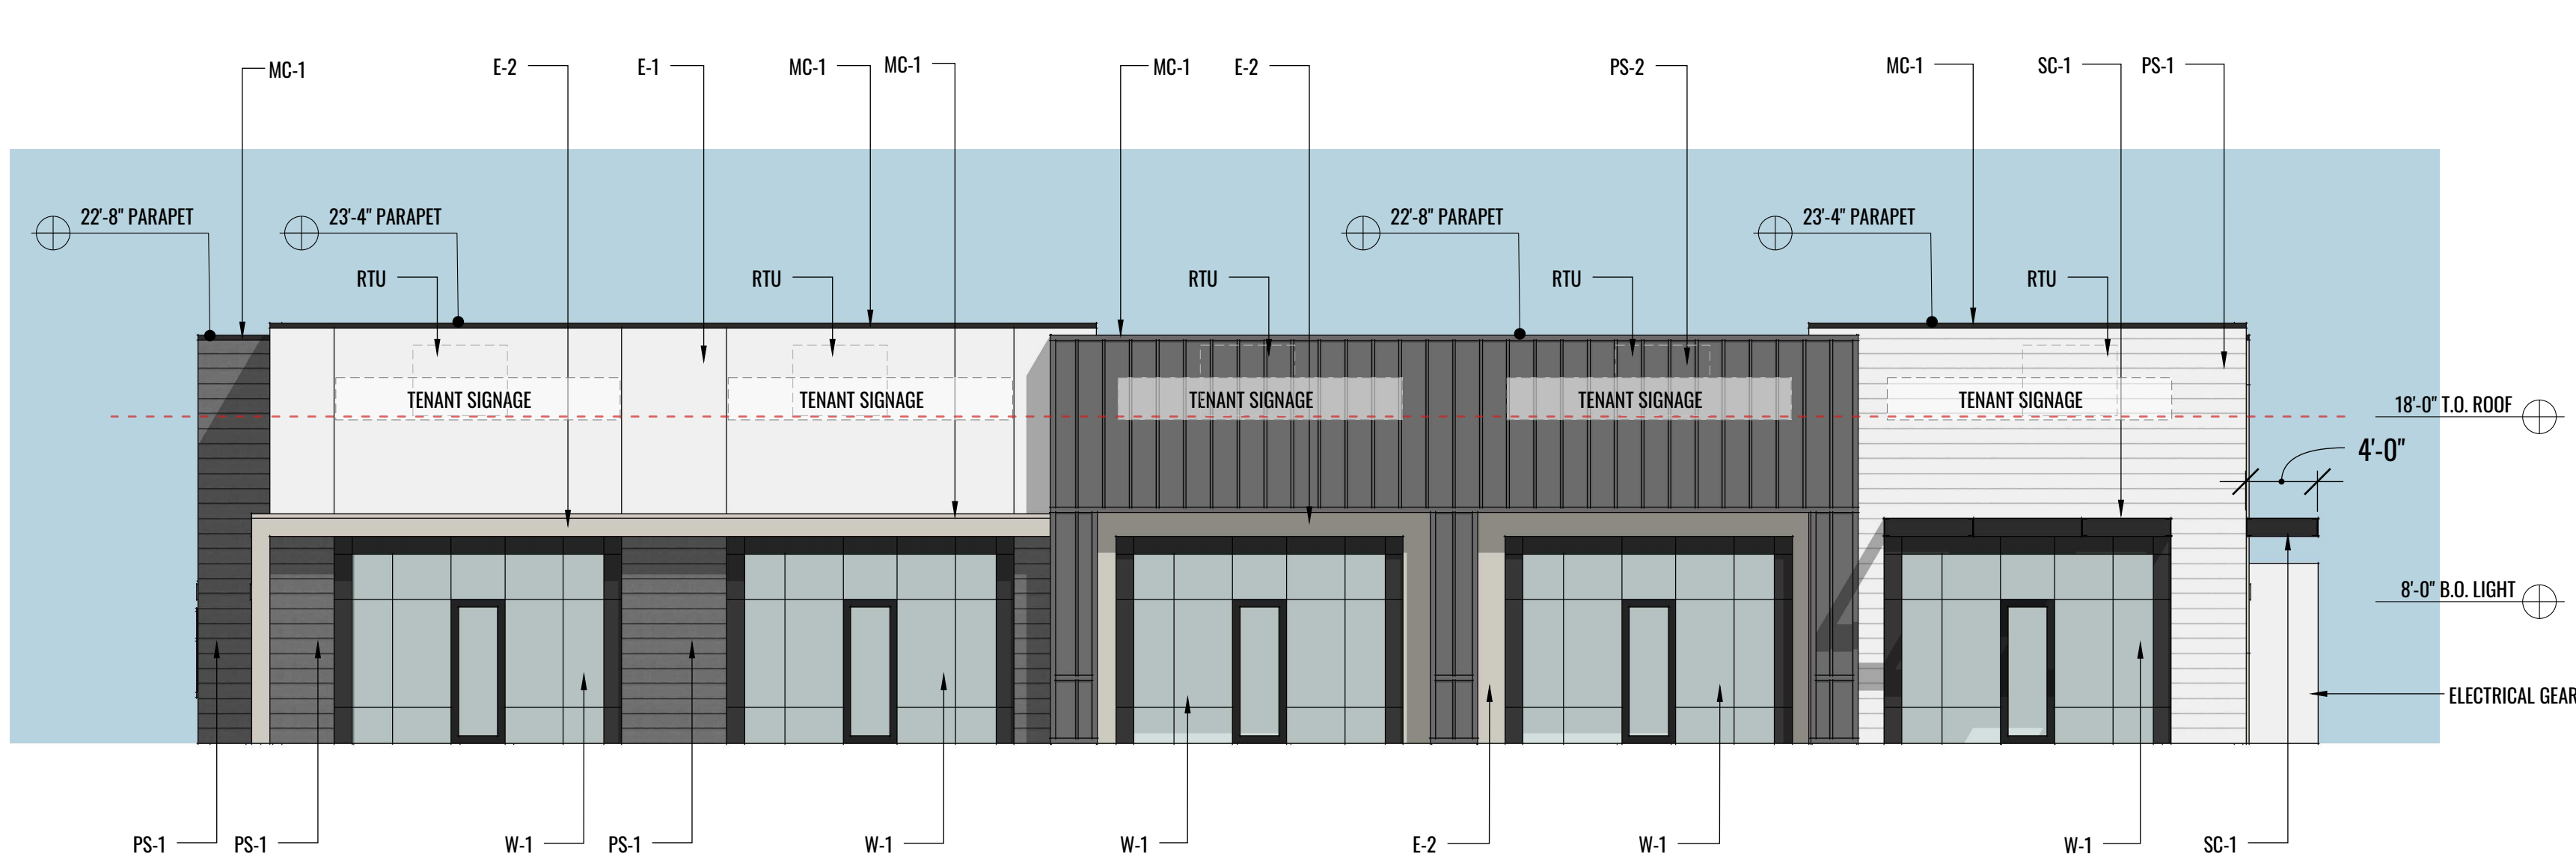 MC-1
E-2
E-1
MC-1
MC-1
MC-1
E-2
PS-2
MC-1
SC-1
PS-1
22'-8" PARAPET
23'-4" PARAPET
22'-8" PARAPET
23'-4" PARAPET
RTU
RTU
RTU
RTU
RTU
TENANT SIGNAGE
TENANT SIGNAGE
TENANT SIGNAGE
TENANT SIGNAGE
TENANT SIGNAGE
18'-0" T.O. ROOF
4'-0"
8'-0" B.O. LIGHT
ELECTRICAL GEAR
PS-1
PS-1
W-1
PS-1
W-1
W-1
E-2
W-1
W-1
SC-1